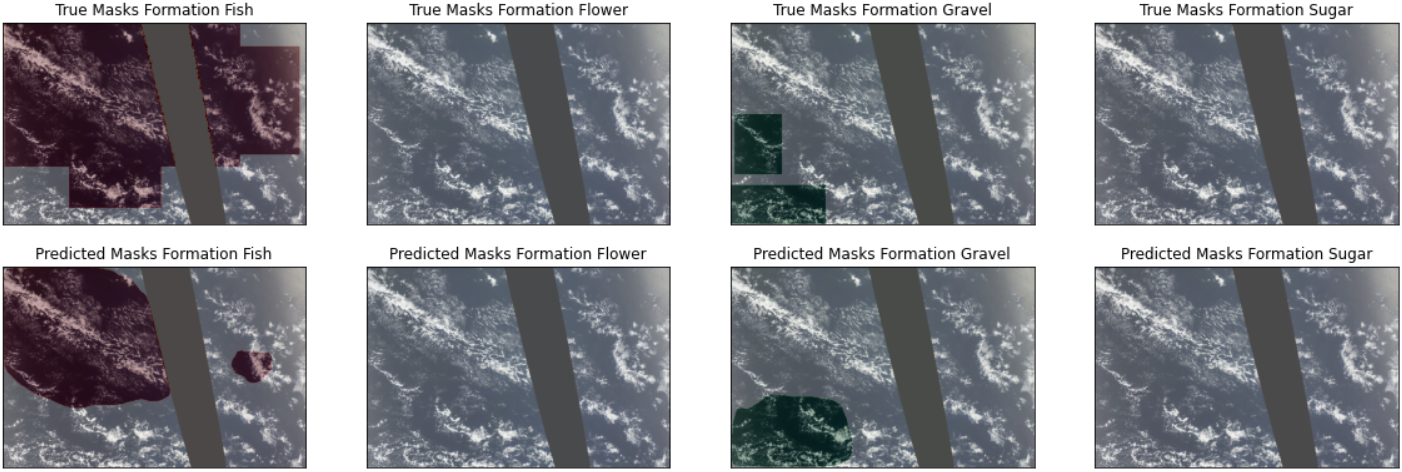 True Masks Formation Fish
True Masks Formation Flower
True Masks Formation Gravel
True Masks Formation Sugar
Predicted Masks Formation Fish
Predicted Masks Formation Flower
Predicted Masks Formation Gravel
Predicted Masks Formation Sugar